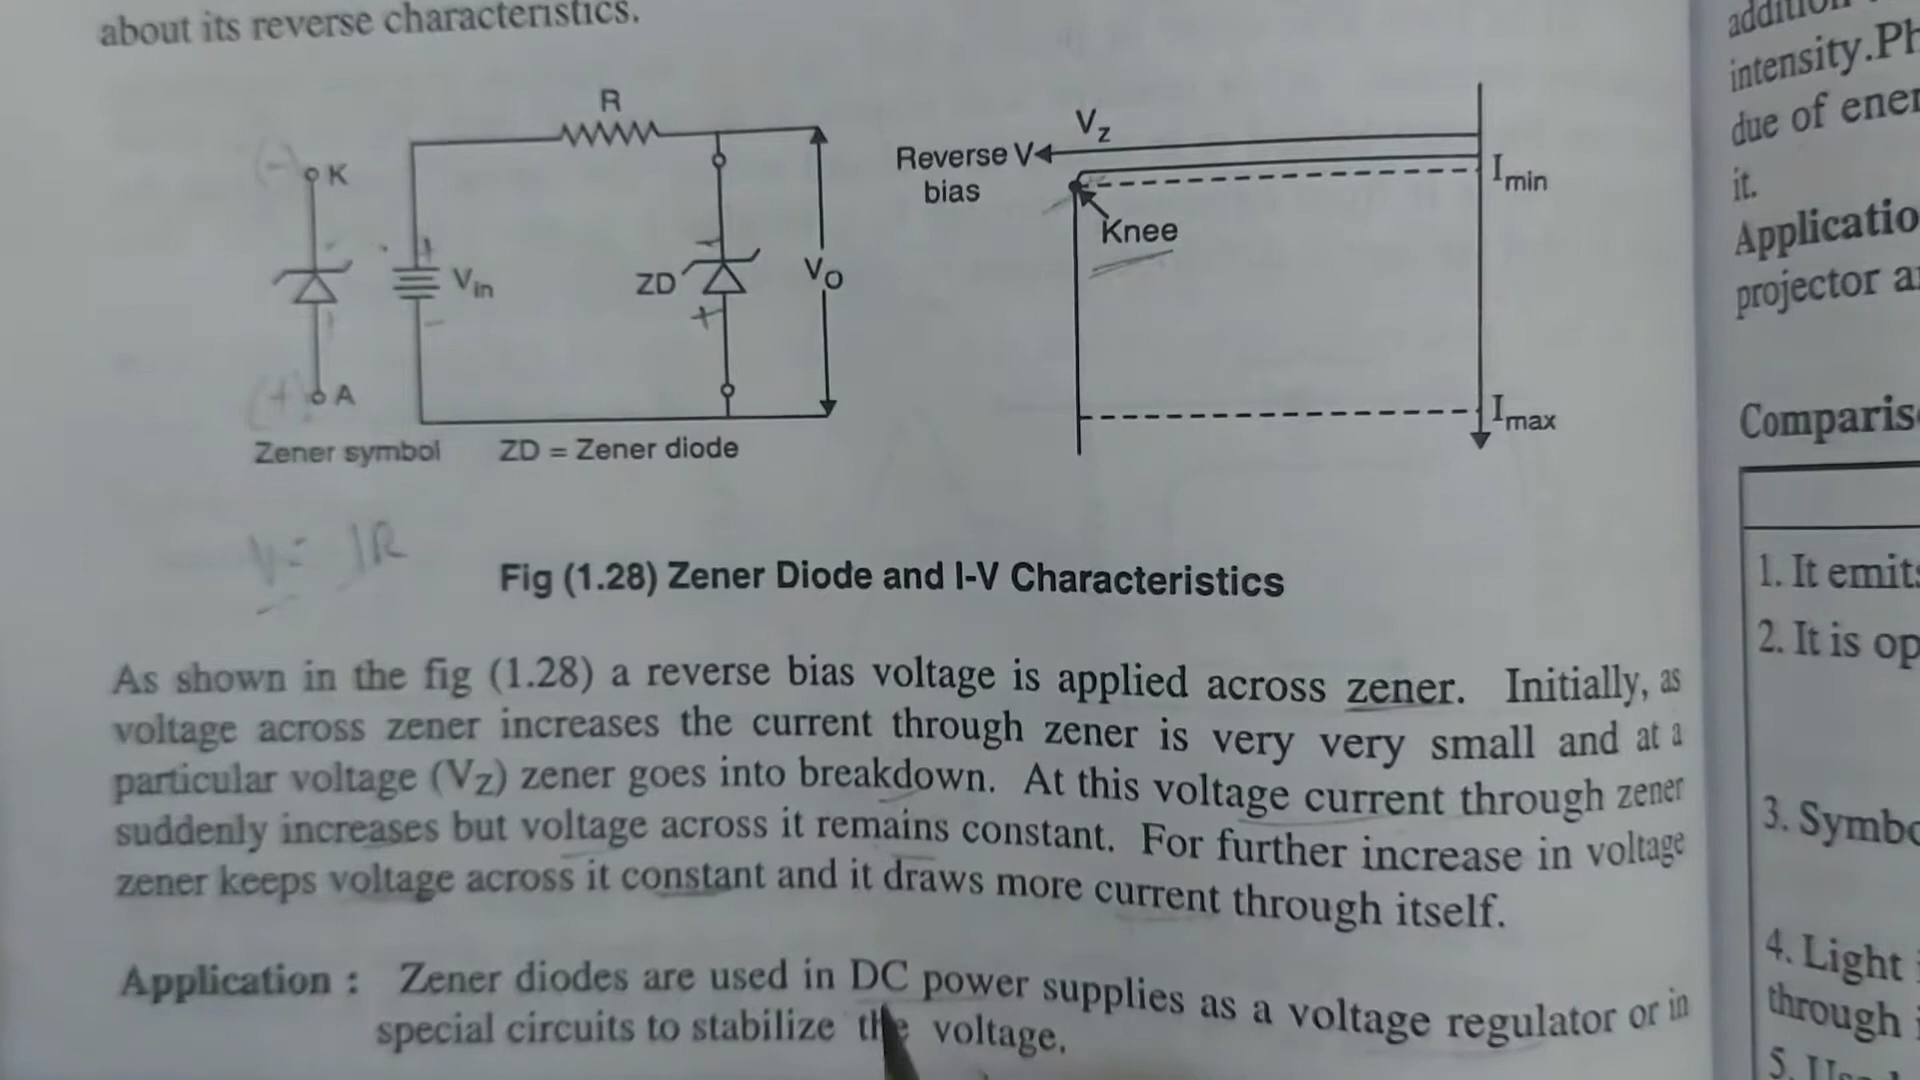 about its reverse characteristics.
R
K
(-)
+
Vin
-
A
(+)
ZD
+
VO
Zener symbol
ZD = Zener diode
Vz
Reverse V
bias
Knee
Imin
Imax
V = IR
Fig (1.28) Zener Diode and I-V Characteristics
As shown in the fig (1.28) a reverse bias voltage is applied across zener. Initially, as
voltage across zener increases the current through zener is very very small and at a
particular voltage (VZ) zener goes into breakdown. At this voltage current through zener
suddenly increases but voltage across it remains constant. For further increase in voltage
zener keeps voltage across it constant and it draws more current through itself.
Application : Zener diodes are used in DC power supplies as a voltage regulator or in
special circuits to stabilize the voltage.
intensity.
due of
it.
projector
1. It
2. It is
3.
4. Light
through
5.